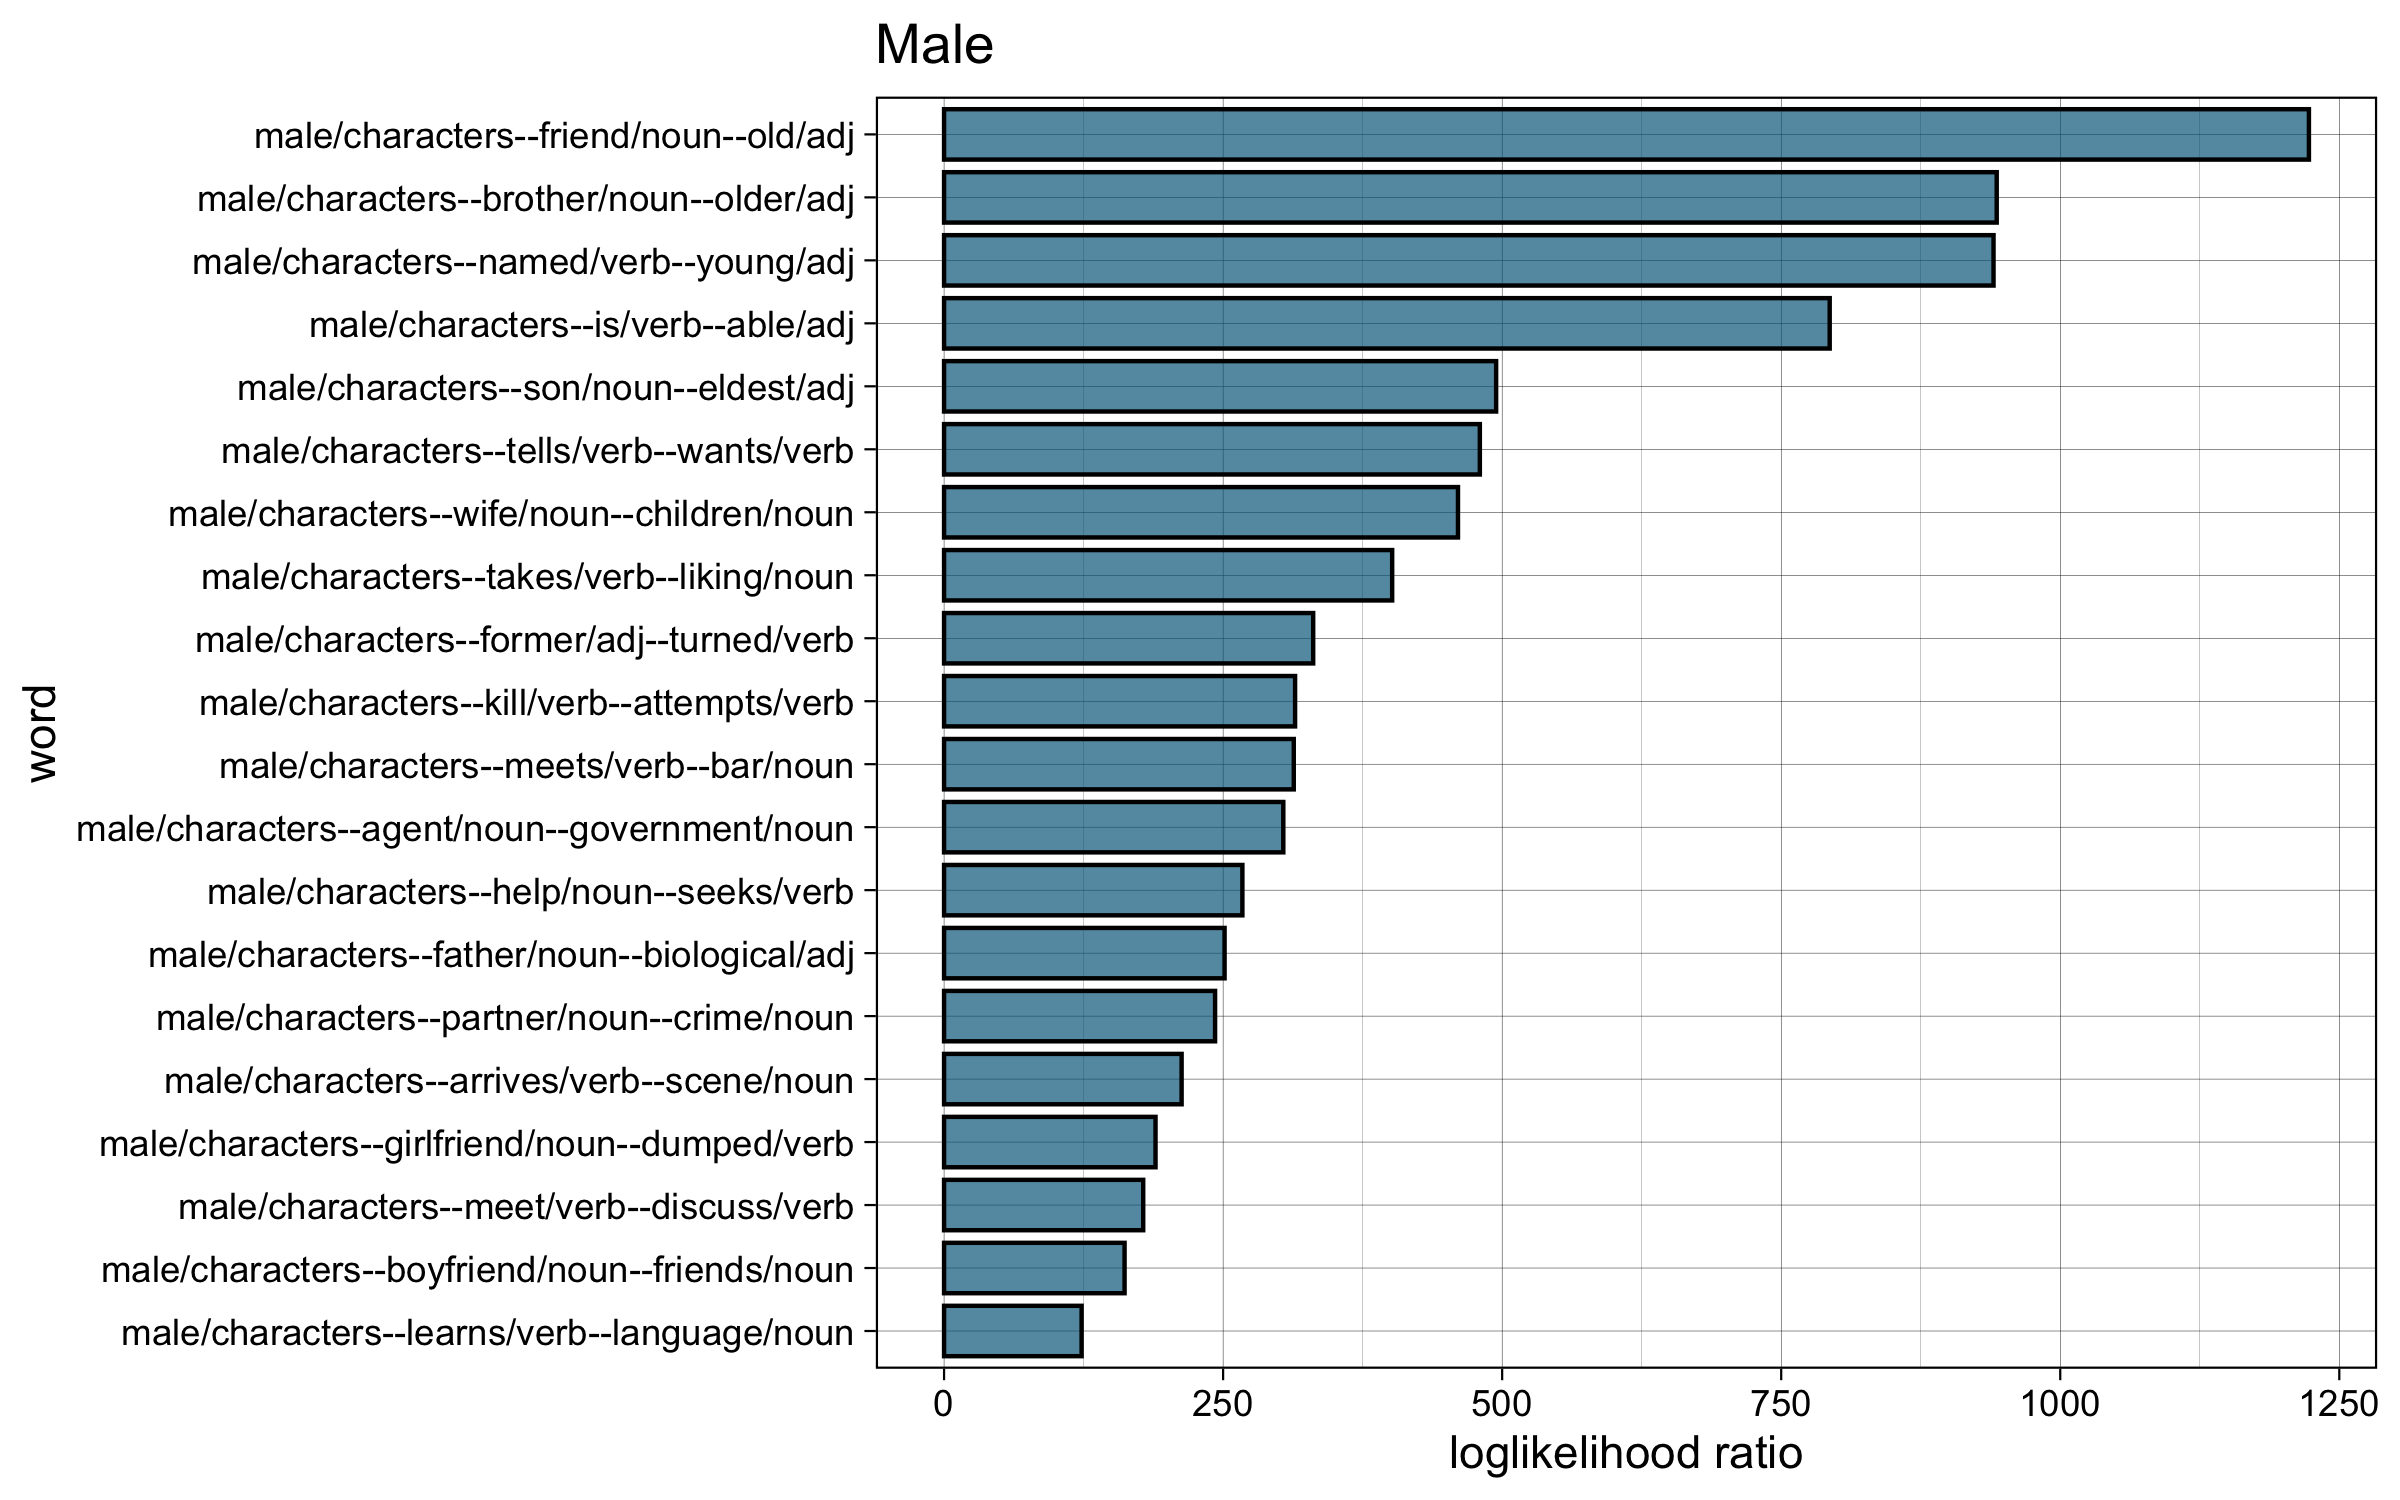 Male
male/characters--friend/noun--old/adj
male/characters--brother/noun--older/adj
male/characters--named/verb--young/adj
male/characters--is/verb--able/adj
male/characters--son/noun--eldest/adj
male/characters--tells/verb--wants/verb
male/characters--wife/noun--children/noun
male/characters--takes/verb--liking/noun
male/characters--former/adj--turned/verb
male/characters--kill/verb--attempts/verb
male/characters--meets/verb--bar/noun
male/characters--agent/noun--government/noun
male/characters--help/noun--seeks/verb
male/characters--father/noun--biological/adj
male/characters--partner/noun--crime/noun
male/characters--arrives/verb--scene/noun
male/characters--girlfriend/noun--dumped/verb
male/characters--meet/verb--discuss/verb
male/characters--boyfriend/noun--friends/noun
male/characters--learns/verb--language/noun
word
0 250 500 750 1000 1250
loglikelihood ratio